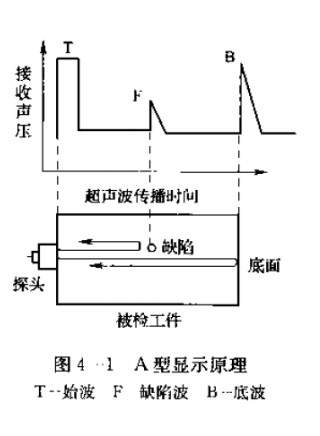 T
B
F
接收声压
超声波传播时间
缺陷
底面
探头
被检工件
图 4-1 A 型显示原理
T--始波 F 缺陷波 B--底波